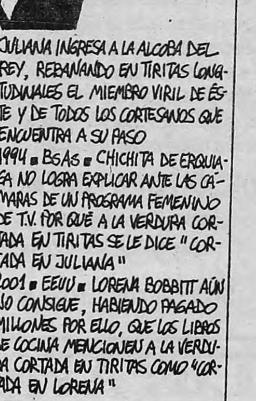 JULIANA INGRESA A LA ALCOBA DEL
REY, REBANANDO EN TIRITAS LONG-
TUDINALES EL MIEMBRO VIRIL DE ÉS-
TE Y DE TODOS LOS CORTESANOS QUE
ENCUENTRA A SU PASO
1994 ■ BSAS ■ CHICHITA DE ERQUIA-
GA NO LOGRA EXPLICAR ANTE LAS CÁ-
MARAS DE UN PROGRAMA FEMENINO
DE T.V. POR QUÉ A LA VERDURA COR-
TADA EN TIRITAS SE LE DICE "COR-
TADA EN JULIANA"
2001 ■ EEUU ■ LORENA BOBBITT AÚN
NO CONSIGUE, HABIENDO PAGADO
MILLONES POR ELLO, QUE LOS LIBROS
DE COCINA MENCIONEN A LA VERDU-
RA CORTADA EN TIRITAS COMO "COR-
TADA EN LORENA"